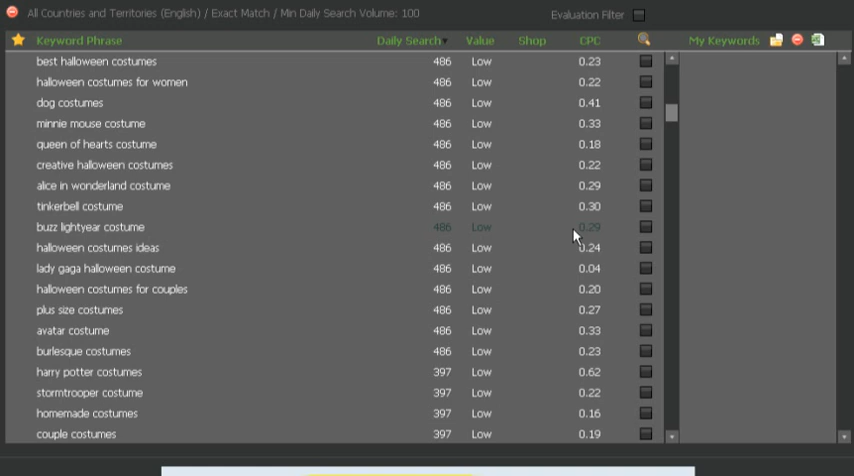 All Countries and Territories (English) / Exact Match / Min Daily Search Volume: 100 Evaluation Filter
Keyword Phrase Daily Search Value Shop CPC My Keywords
best halloween costumes 486 Low 0.23
halloween costumes for women 486 Low 0.22
dog costumes 486 Low 0.41
minnie mouse costume 486 Low 0.33
queen of hearts costume 486 Low 0.18
creative halloween costumes 486 Low 0.22
alice in wonderland costume 486 Low 0.29
tinkerbell costume 486 Low 0.30
buzz lightyear costume 486 Low 0.29
halloween costumes ideas 486 Low 0.24
lady gaga halloween costume 486 Low 0.04
halloween costumes for couples 486 Low 0.20
plus size costumes 486 Low 0.27
avatar costume 486 Low 0.33
burlesque costumes 486 Low 0.23
harry potter costumes 397 Low 0.62
stormtrooper costume 397 Low 0.22
homemade costumes 397 Low 0.16
couple costumes 397 Low 0.19